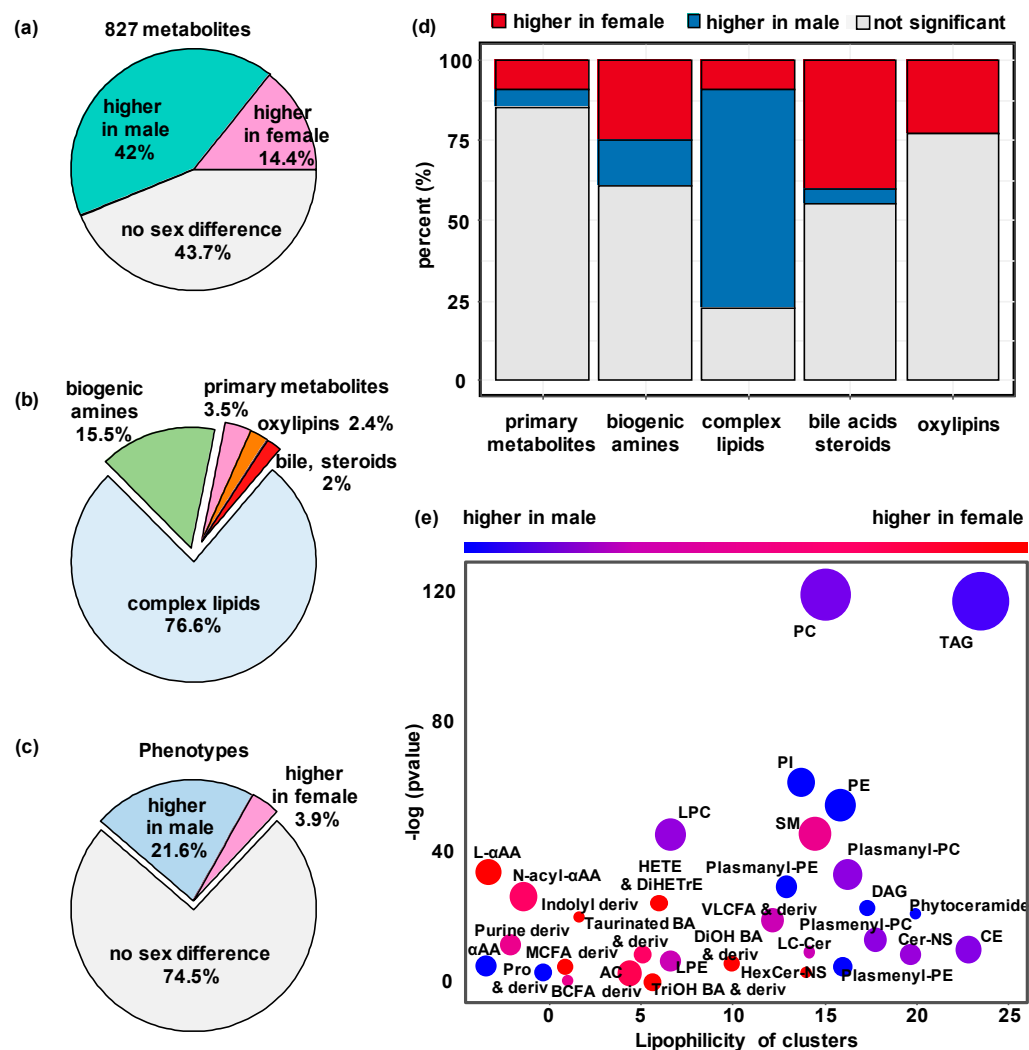 (a)
827 metabolites
higher
in male
42%
higher
in female
14.4%
no sex difference
43.7%
(b)
biogenic
amines
15.5%
primary metabolites
3.5%
oxylipins 2.4%
bile, steroids
2%
complex lipids
76.6%
(c)
Phenotypes
higher
in male
21.6%
higher
in female
3.9%
no sex difference
74.5%
(d)
higher in female
higher in male
not significant
percent (%)
100
75
50
25
0
primary
metabolites
biogenic
amines
complex
lipids
bile acids
steroids
oxylipins
(e)
higher in male
higher in female
-log (pvalue)
120
80
40
0
PC
TAG
PI
PE
LPC
SM
Plasmanyl-PC
L-αAA
N-acyl-αAA
HETE
& DiHETrE
Plasmanyl-PE
DAG
Phytoceramide
Indolyl deriv
VLCFA & deriv
Purine deriv
Taurinated BA
& deriv
Plasmenyl-PC
αAA
MCFA deriv
DiOH BA
& deriv
LC-Cer
Cer-NS
CE
Pro
& deriv
AC
LPE
HexCer-NS
Plasmenyl-PE
BCFA deriv
TriOH BA & deriv
0
5
10
15
20
25
Lipophilicity of clusters